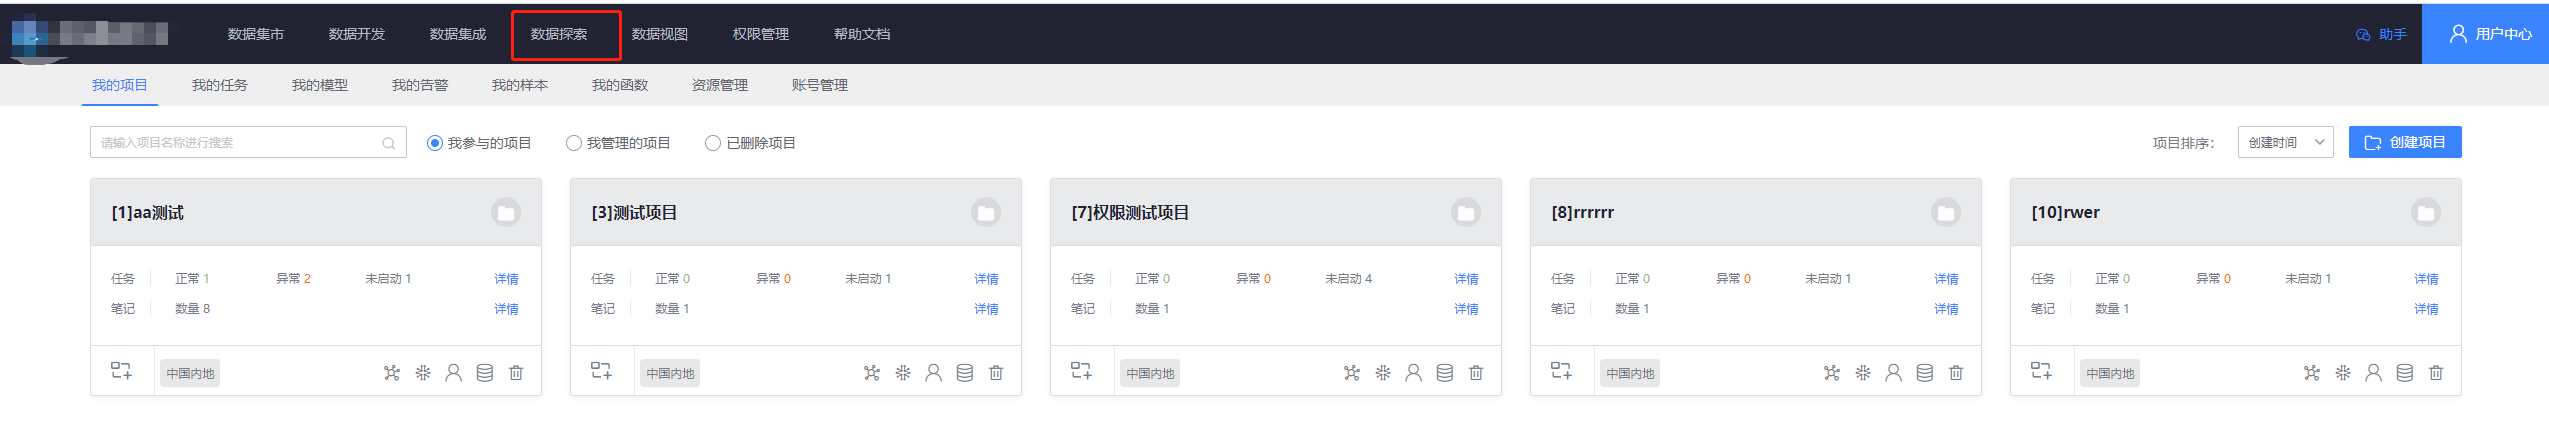 数据集市 数据开发 数据集成 数据探索 数据视图 权限管理 帮助文档 助手 用户中心
我的项目 我的任务 我的模型 我的告警 我的样本 我的函数 资源管理 账号管理
请输入项目名称进行搜索 我参与的项目 我管理的项目 已删除项目 项目排序： 创建时间 创建项目
[1]aa测试 [3]测试项目 [7]权限测试项目 [8]rrrrrr [10]rwer
任务 正常 1 异常 2 未启动 1 详情 任务 正常 0 异常 0 未启动 1 详情 任务 正常 0 异常 0 未启动 4 详情 任务 正常 0 异常 0 未启动 1 详情 任务 正常 0 异常 0 未启动 1 详情
笔记 数量 8 详情 笔记 数量 1 详情 笔记 数量 1 详情 笔记 数量 1 详情 笔记 数量 1 详情
中国内地 中国内地 中国内地 中国内地 中国内地